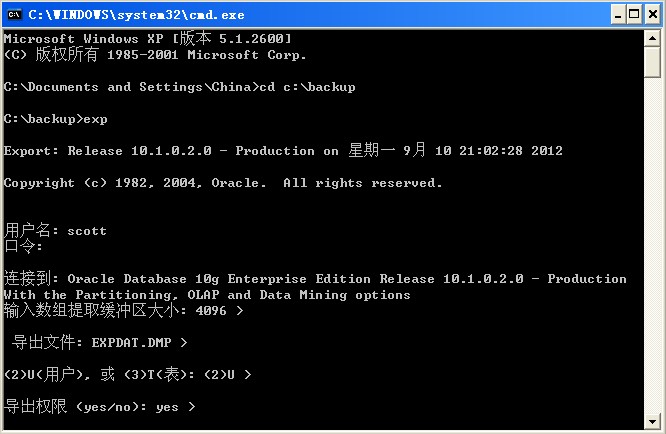 C:\WINDOWS\system32\cmd.exe
Microsoft Windows XP [版本 5.1.2600]
(C) 版权所有 1985-2001 Microsoft Corp.
C:\Documents and Settings\China>cd c:\backup
C:\backup>exp
Export: Release 10.1.0.2.0 - Production on 星期一 9月 10 21:02:28 2012
Copyright (c) 1982, 2004, Oracle.  All rights reserved.
用户名: scott
口令:
连接到: Oracle Database 10g Enterprise Edition Release 10.1.0.2.0 - Production
With the Partitioning, OLAP and Data Mining options
输入数组提取缓冲区大小: 4096 >
导出文件: EXPDAT.DMP >
(2)U(用户), 或 (3)T(表): (2)U >
导出权限 (yes/no): yes >